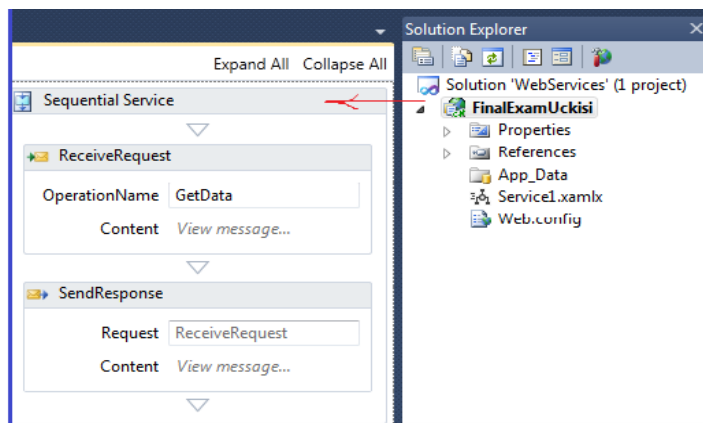 Expand All Collapse All
Sequential Service
ReceiveRequest
OperationName GetData
Content View message...
SendResponse
Request ReceiveRequest
Content View message...
Solution Explorer
Solution 'WebServices' (1 project)
FinalExamUckisi
Properties
References
App_Data
Service1.xamlx
Web.config